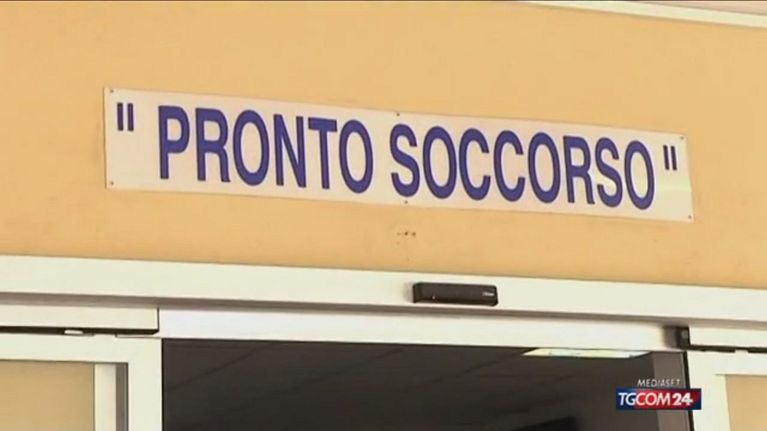 " PRONTO SOCCORSO "
MEDIASET
TGCOM24